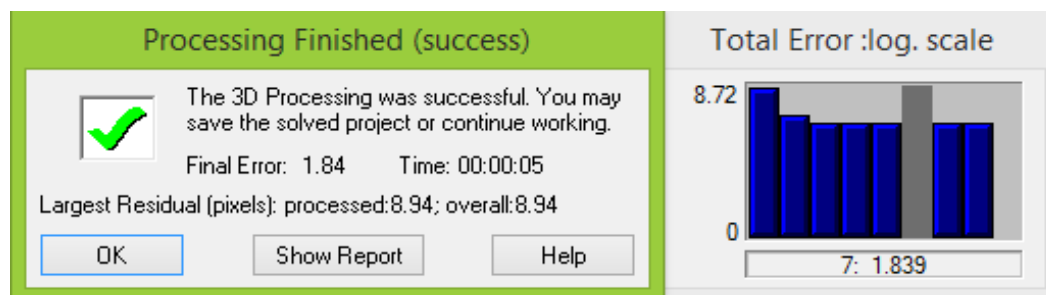 Processing Finished (success)
The 3D Processing was successful. You may
save the solved project or continue working.
Final Error: 1.84 Time: 00:00:05
Largest Residual (pixels): processed:8.94; overall:8.94
OK Show Report Help
Total Error :log. scale
8.72
0
7: 1.839